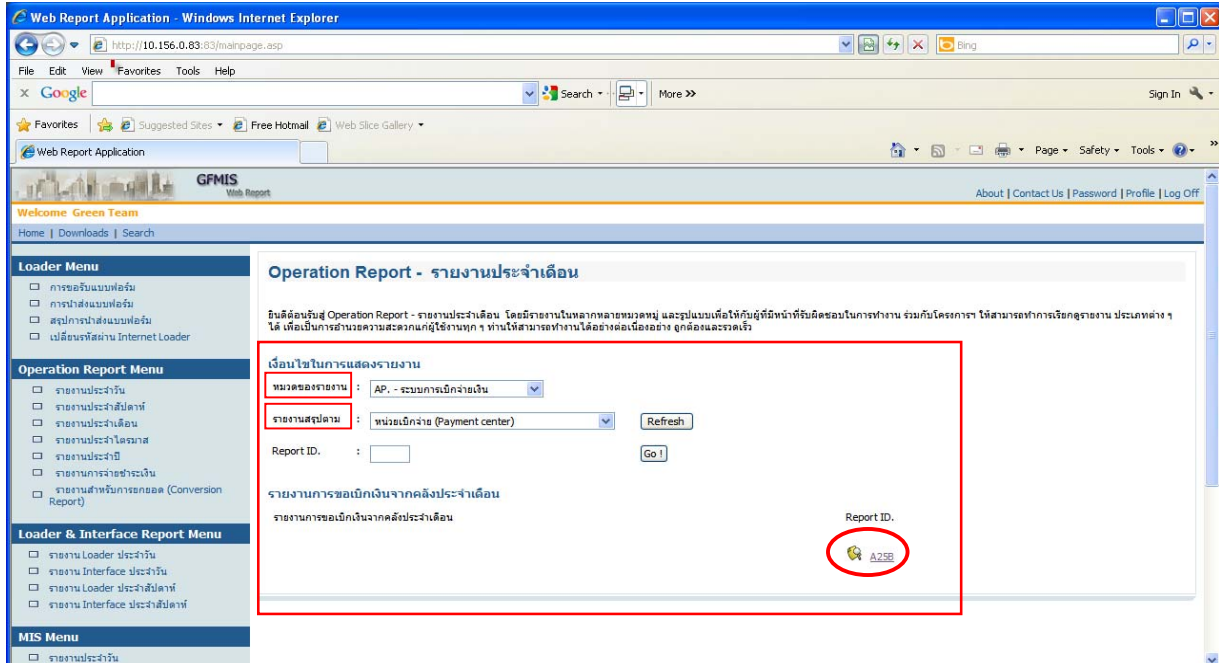 Web Report Application - Windows Internet Explorer
http://10.156.0.83:83/mainpage.asp
Bing
File Edit View Favorites Tools Help
x Google Search More >> Sign In
Favorites Suggested Sites Free Hotmail Web Slice Gallery
Web Report Application Page Safety Tools
GFMIS
Web Report
About | Contact Us | Password | Profile | Log Off
Welcome Green Team
Home | Downloads | Search
Loader Menu
การขอรับแบบฟอร์ม
การนำส่งแบบฟอร์ม
สรุปการนำส่งแบบฟอร์ม
เปลี่ยนรหัสผ่าน Internet Loader
Operation Report Menu
รายงานประจำวัน
รายงานประจำสัปดาห์
รายงานประจำเดือน
รายงานประจำไตรมาส
รายงานประจำปี
รายงานการจ่ายชำระเงิน
รายงานสำหรับการยกยอด (Conversion
Report)
Loader & Interface Report Menu
รายงาน Loader ประจำวัน
รายงาน Interface ประจำวัน
รายงาน Loader ประจำสัปดาห์
รายงาน Interface ประจำสัปดาห์
MIS Menu
รายงานประจำวัน
Operation Report - รายงานประจำเดือน
ยินดีต้อนรับสู่ Operation Report - รายงานประจำเดือน โดยมีรายงานในหลากหลายหมวดหมู่ และรูปแบบเพื่อให้กับผู้ที่มีหน้าที่รับผิดชอบในการทำงาน ร่วมกับโครงการฯ ให้สามารถทำการเรียกดูรายงาน ประเภทต่าง ๆ
ได้ เพื่อเป็นการอำนวยความสะดวกแก่ผู้ใช้งานทุก ๆ ท่านให้สามารถทำงานได้อย่างต่อเนื่องอย่าง ถูกต้องและรวดเร็ว
เงื่อนไขในการแสดงรายงาน
หมวดของรายงาน : AP. - ระบบการเบิกจ่ายเงิน
รายงานสรุปตาม : หน่วยเบิกจ่าย (Payment center) Refresh
Report ID. : Go !
รายงานการขอเบิกเงินจากคลังประจำเดือน
รายงานการขอเบิกเงินจากคลังประจำเดือน Report ID.
A25B